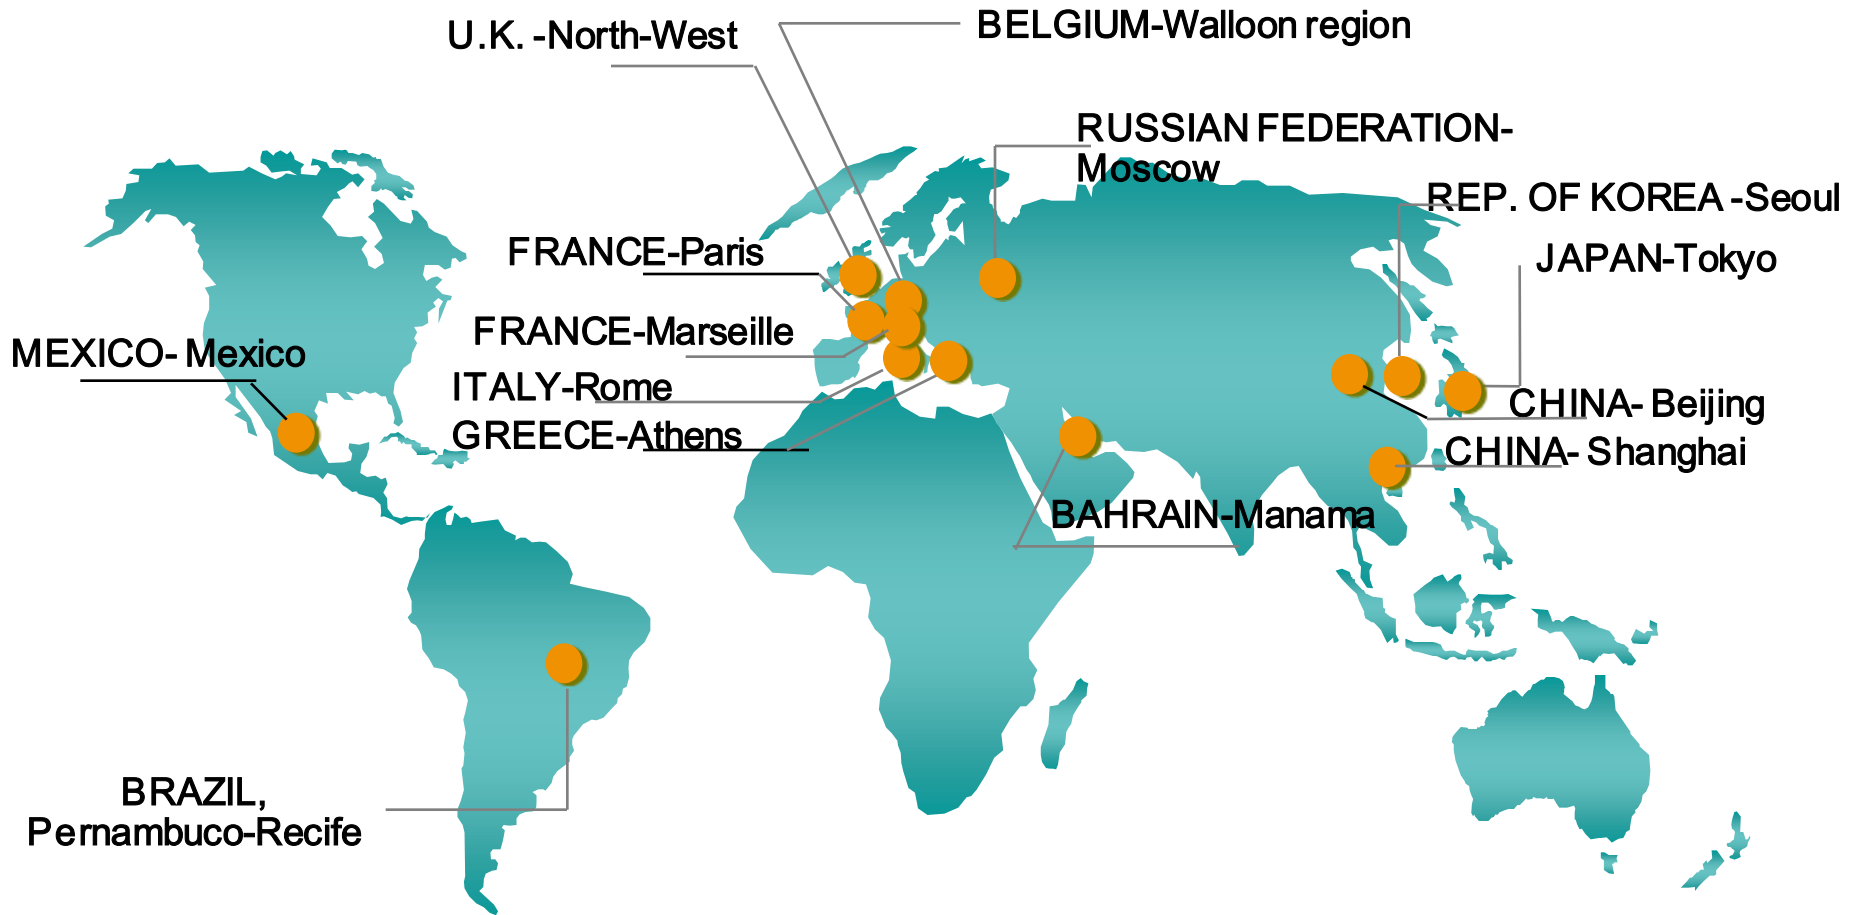 U.K. -North-West
BELGIUM-Walloon region
RUSSIAN FEDERATION-
Moscow
REP. OF KOREA -Seoul
FRANCE-Paris
JAPAN-Tokyo
FRANCE-Marseille
MEXICO- Mexico
ITALY-Rome
CHINA- Beijing
GREECE-Athens
CHINA- Shanghai
BAHRAIN-Manama
BRAZIL,
Pernambuco-Recife